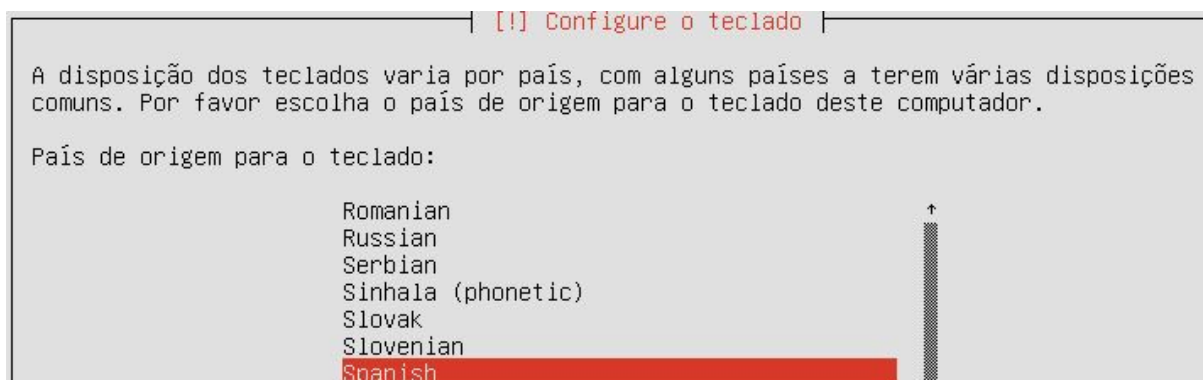 [!] Configure o teclado
A disposição dos teclados varia por país, com alguns países a terem várias disposições
comuns. Por favor escolha o país de origem para o teclado deste computador.
País de origem para o teclado:
Romanian
Russian
Serbian
Sinhala (phonetic)
Slovak
Slovenian
Spanish